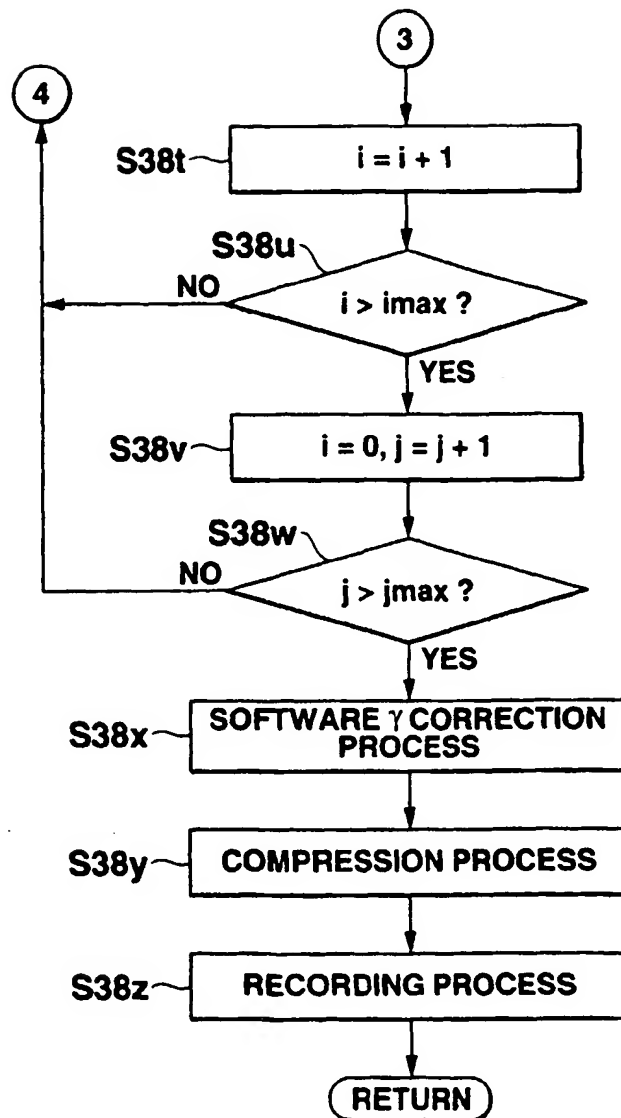 3
4
S38t
i = i + 1
S38u
NO
i > imax ?
YES
S38v
i = 0, j = j + 1
S38w
NO
j > jmax ?
YES
S38x
SOFTWARE γ CORRECTION
PROCESS
S38y
COMPRESSION PROCESS
S38z
RECORDING PROCESS
RETURN